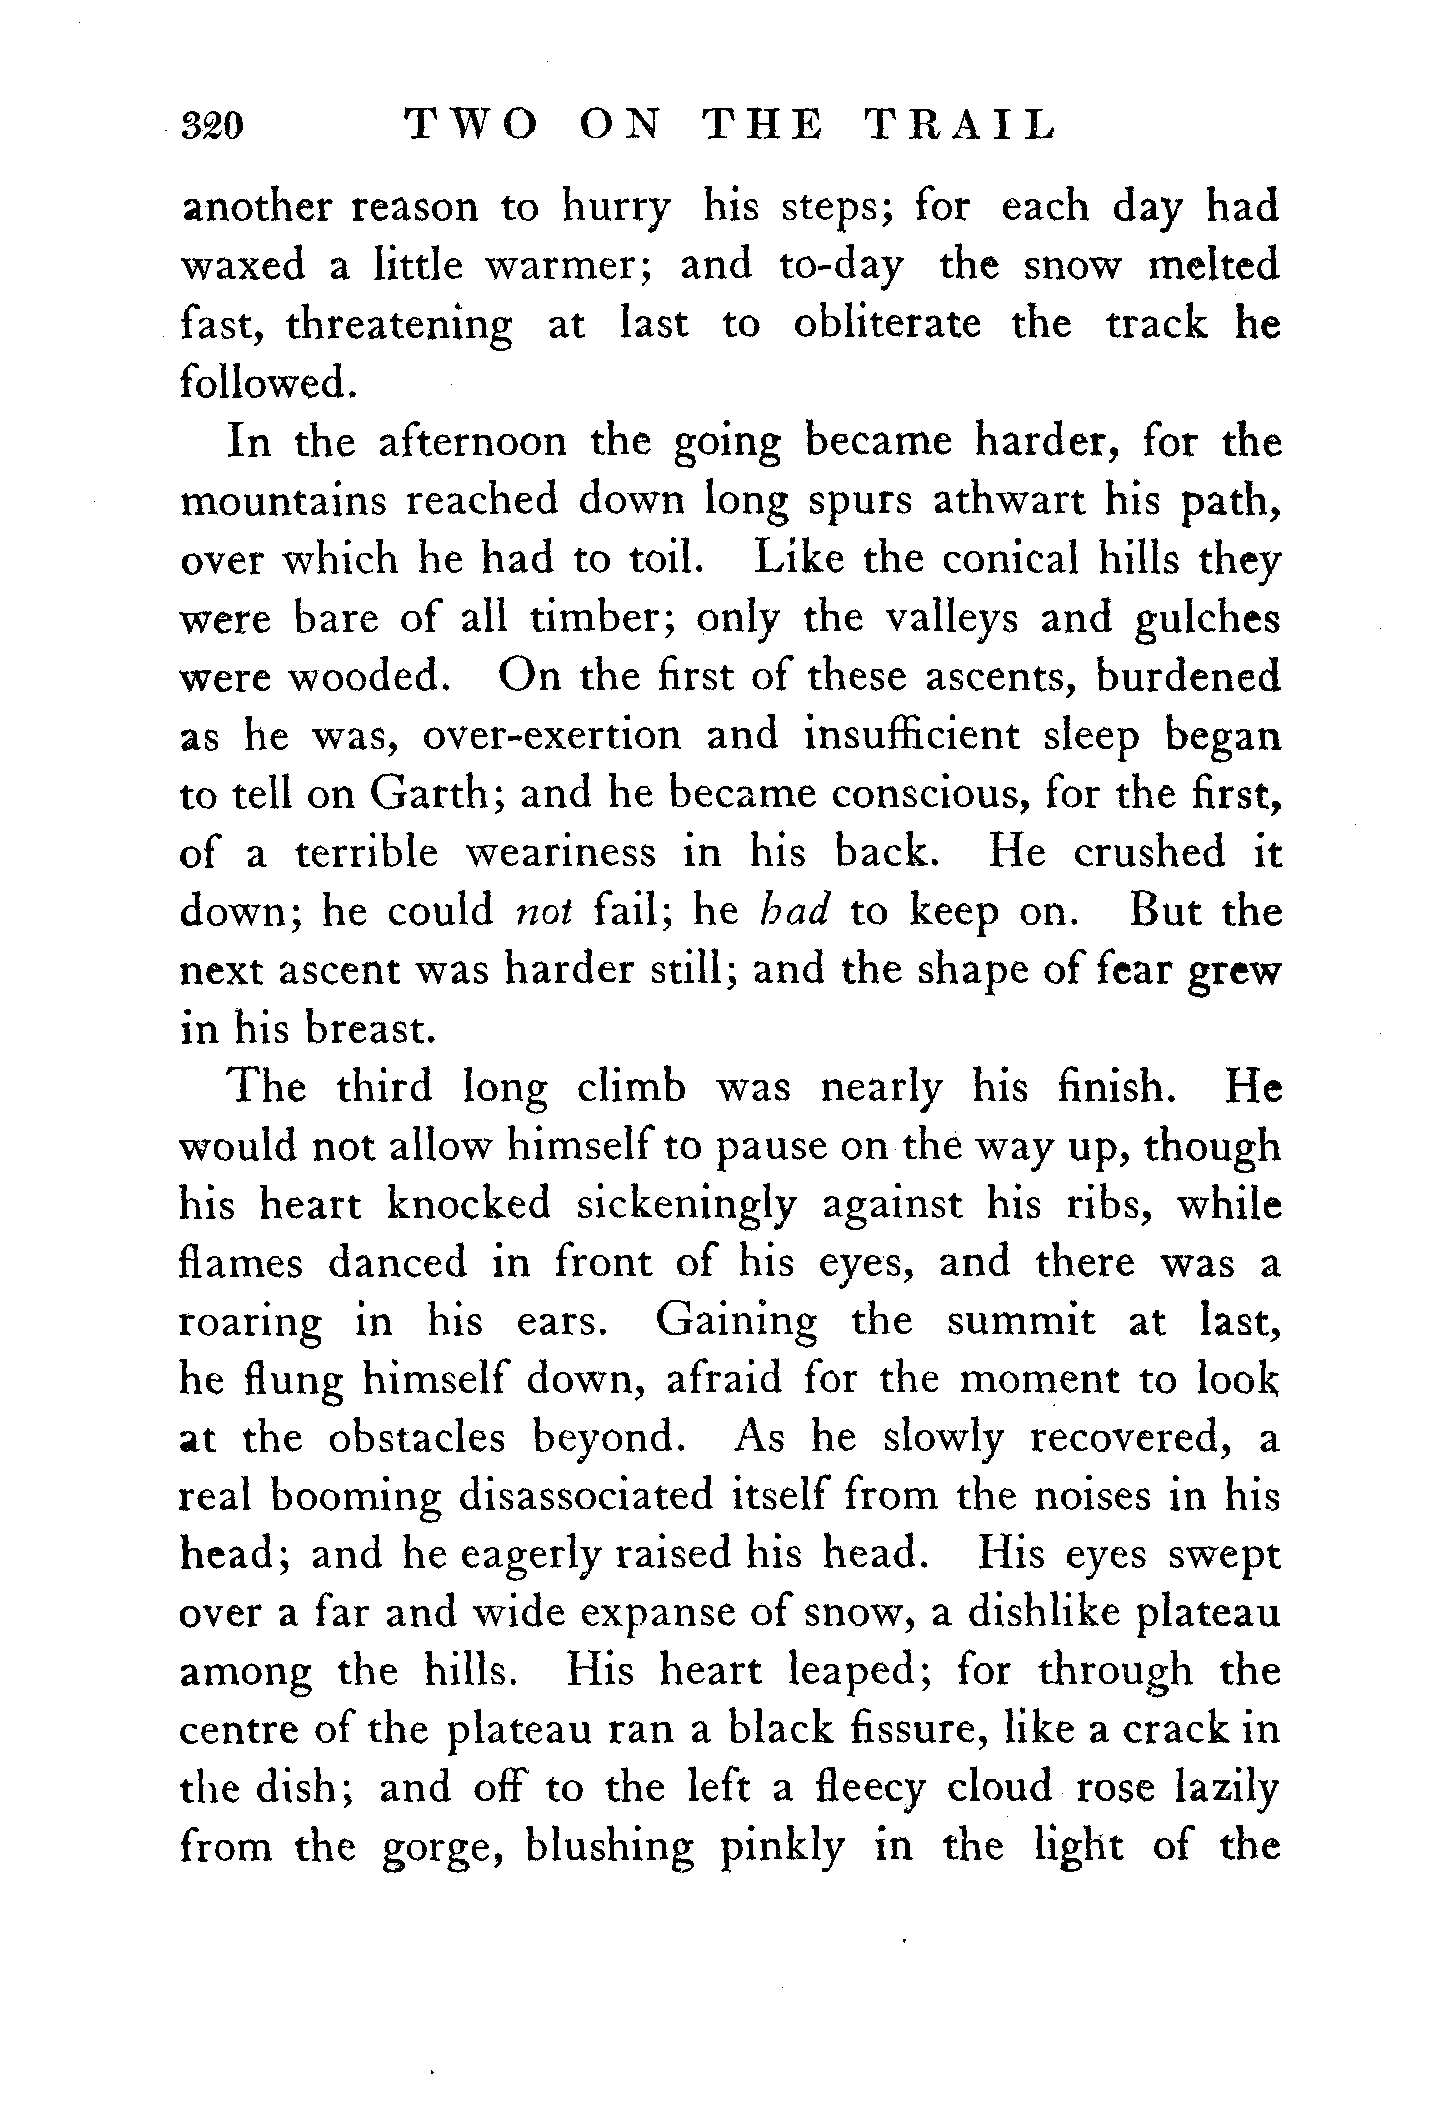 320 TWO ON THE TRAIL
another reason to hurry his steps; for each day had
waxed a little warmer; and to-day the snow melted
fast, threatening at last to obliterate the track he
followed.
In the afternoon the going became harder, for the
mountains reached down long spurs athwart his path,
over which he had to toil. Like the conical hills they
were bare of all timber; only the valleys and gulches
were wooded. On the first of these ascents, burdened
as he was, over-exertion and insufficient sleep began
to tell on Garth; and he became conscious, for the first,
of a terrible weariness in his back. He crushed it
down; he could not fail; he had to keep on. But the
next ascent was harder still; and the shape of fear grew
in his breast.
The third long climb was nearly his finish. He
would not allow himself to pause on the way up, though
his heart knocked sickeningly against his ribs, while
flames danced in front of his eyes, and there was a
roaring in his ears. Gaining the summit at last,
he flung himself down, afraid for the moment to look
at the obstacles beyond. As he slowly recovered, a
real booming disassociated itself from the noises in his
head; and he eagerly raised his head. His eyes swept
over a far and wide expanse of snow, a dishlike plateau
among the hills. His heart leaped; for through the
centre of the plateau ran a black fissure, like a crack in
the dish; and off to the left a fleecy cloud rose lazily
from the gorge, blushing pinkly in the light of the